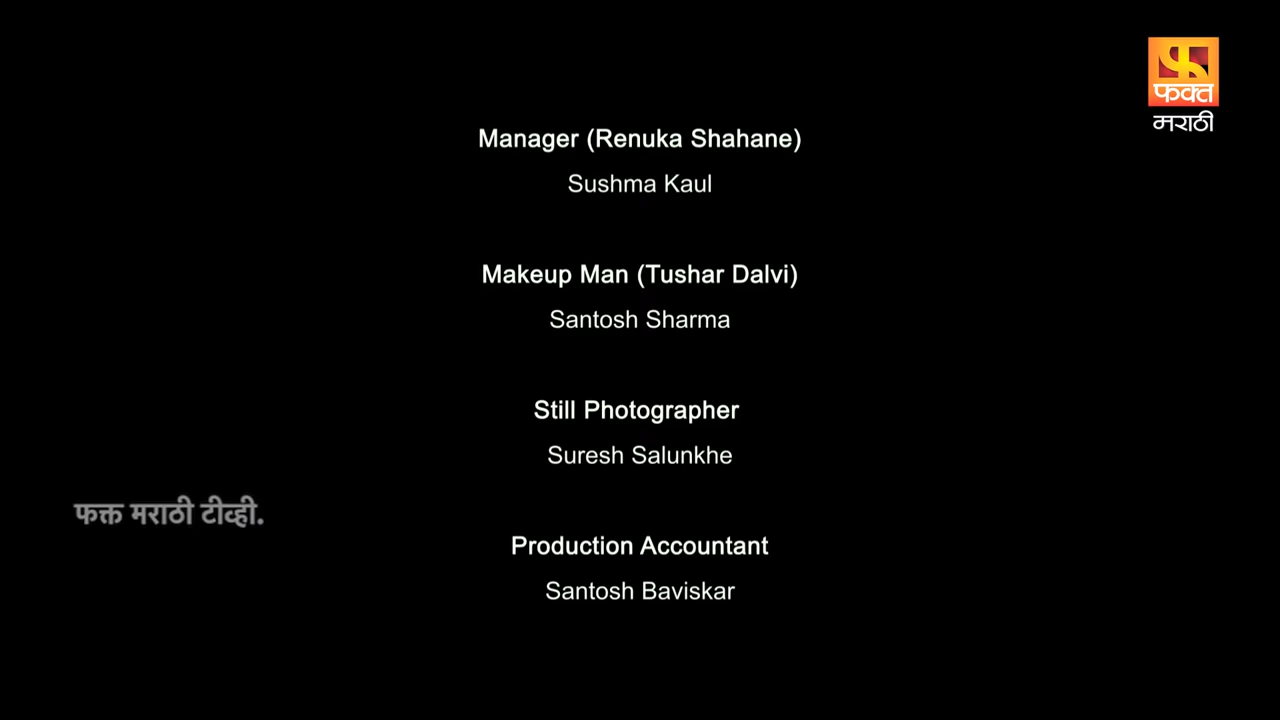 फक्त
मराठी
Manager (Renuka Shahane)
Sushma Kaul
Makeup Man (Tushar Dalvi)
Santosh Sharma
Still Photographer
Suresh Salunkhe
फक्त मराठी टीव्ही.
Production Accountant
Santosh Baviskar